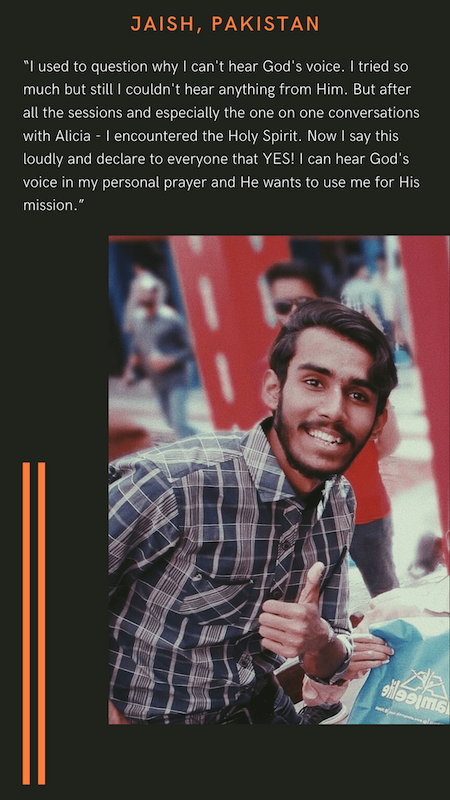 JAISH, PAKISTAN
“I used to question why I can't hear God's voice. I tried so
much but still I couldn't hear anything from Him. But after
all the sessions and especially the one on one conversations
with Alicia - I encountered the Holy Spirit. Now I say this
loudly and declare to everyone that YES! I can hear God's
voice in my personal prayer and He wants to use me for His
mission.”